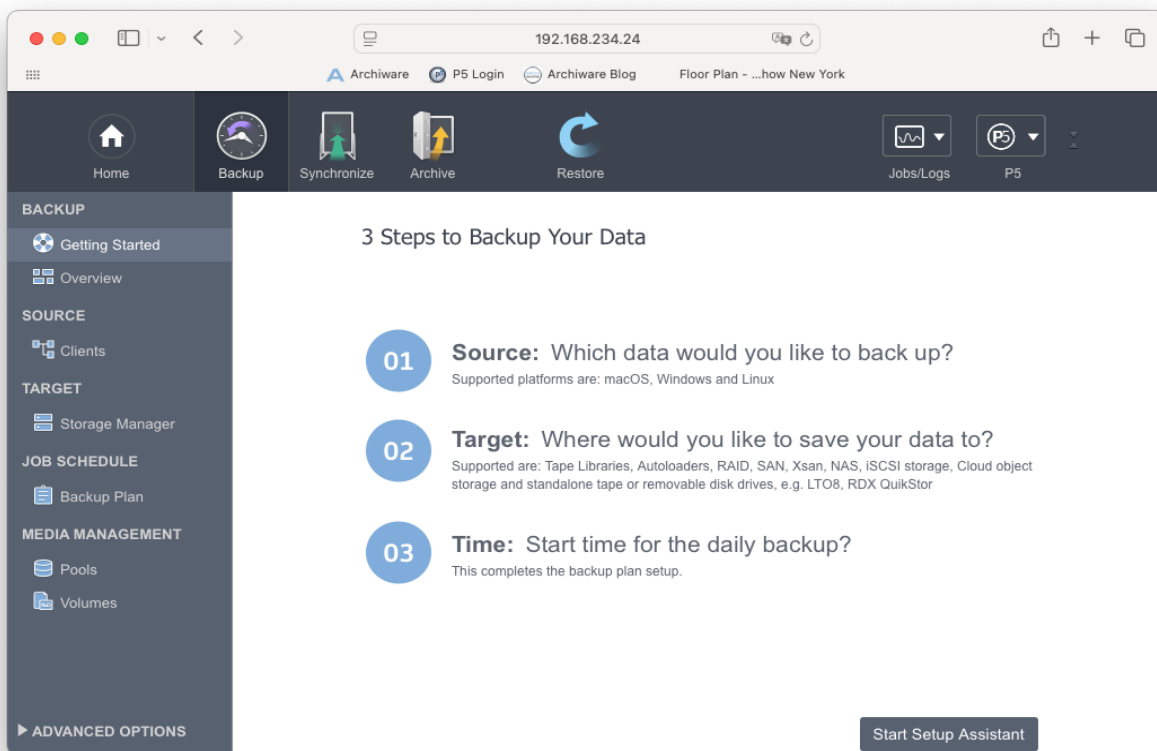 192.168.234.24
Archiware
P5 Login
Archiware Blog
Floor Plan - ...how New York
Home
Backup
Synchronize
Archive
Restore
Jobs/Logs
P5
P5
BACKUP
Getting Started
Overview
SOURCE
Clients
TARGET
Storage Manager
JOB SCHEDULE
Backup Plan
MEDIA MANAGEMENT
Pools
Volumes
ADVANCED OPTIONS
3 Steps to Backup Your Data
01
Source: Which data would you like to back up?
Supported platforms are: macOS, Windows and Linux
02
Target: Where would you like to save your data to?
Supported are: Tape Libraries, Autoloaders, RAID, SAN, Xsan, NAS, iSCSI storage, Cloud object
storage and standalone tape or removable disk drives, e.g. LTO8, RDX QuikStor
03
Time: Start time for the daily backup?
This completes the backup plan setup.
Start Setup Assistant